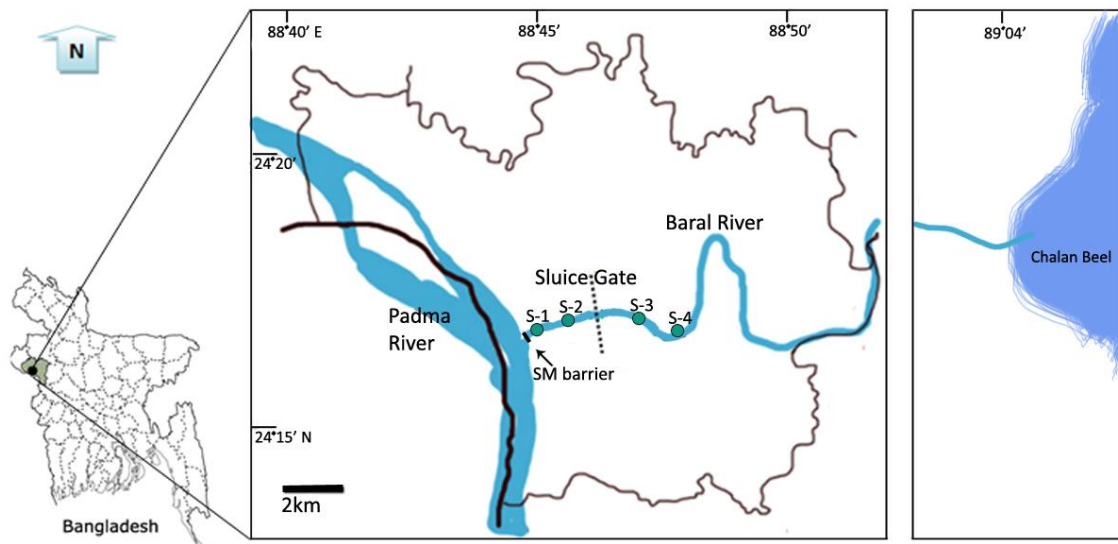 N
Bangladesh
88°40' E
88°45'
88°50'
24°20'
24°15' N
Baral River
Sluice Gate
Padma
River
S-1
S-2
S-3
S-4
SM barrier
2km
89°04'
Chalan Beel